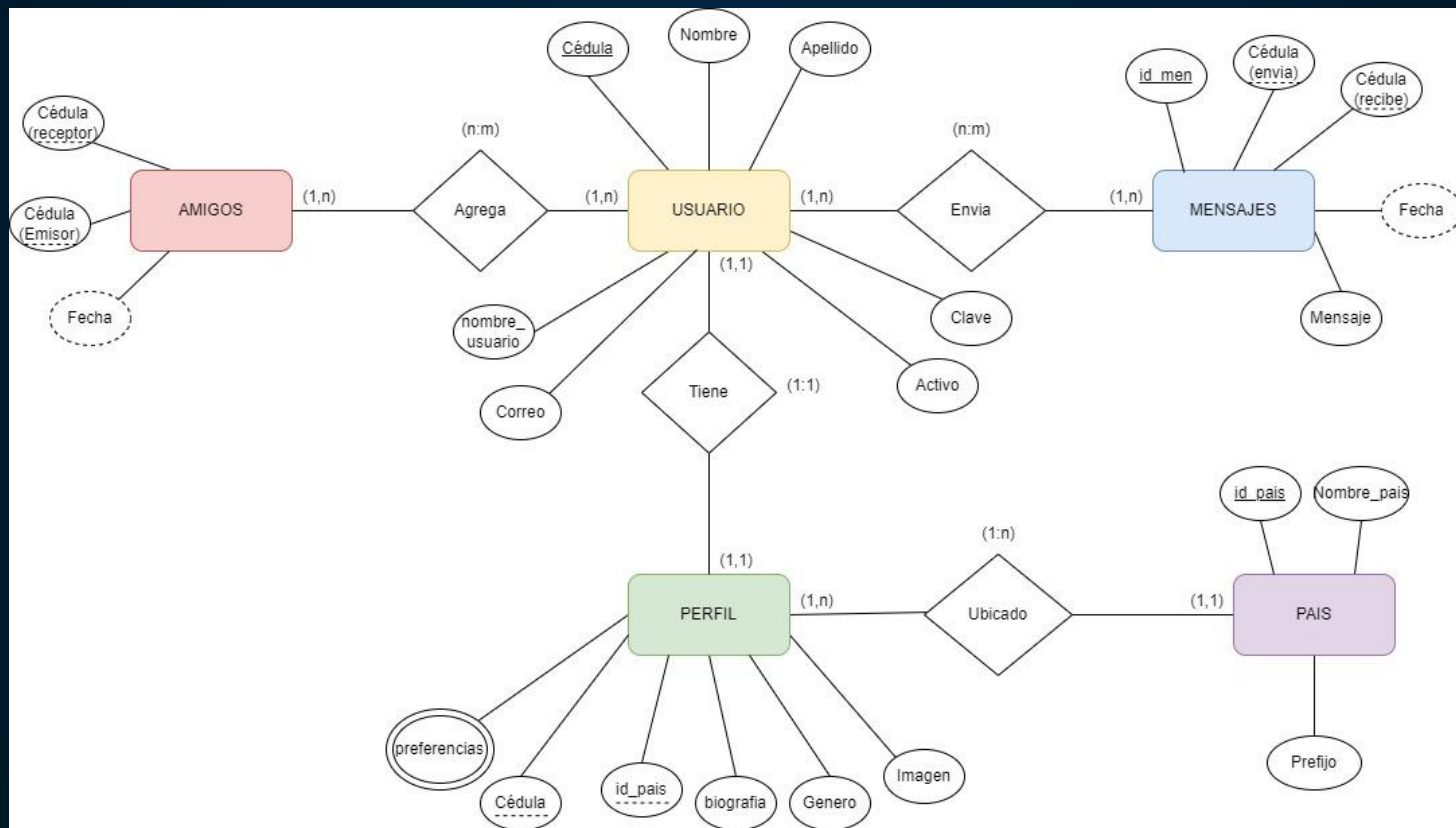 Cédula
Nombre
Apellido
id_men
Cédula
(envia)
Cédula
(recibe)
Cédula
(receptor)
(n:m)
(n:m)
AMIGOS
(1,n)
Agrega
(1,n)
USUARIO
(1,n)
Envia
(1,n)
MENSAJES
Fecha
Cédula
(Emisor)
(1,1)
Fecha
nombre_
usuario
Clave
Mensaje
Correo
Tiene
(1:1)
Activo
id_pais
Nombre_pais
(1:n)
(1,1)
PERFIL
(1,n)
Ubicado
(1,1)
PAIS
preferencias
Cédula
id_pais
biografia
Genero
Imagen
Prefijo